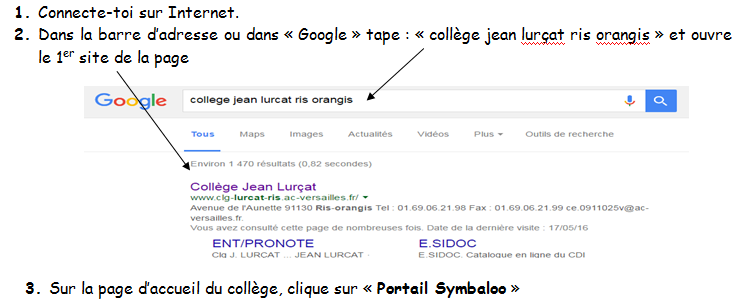 1. Connecte-toi sur Internet.
2. Dans la barre d'adresse ou dans « Google » tape : « collège jean lurçat ris orangis » et ouvre
le 1er site de la page
Google college jean lurcat ris orangis
Tous Maps Images Actualités Vidéos Plus Outils de recherche
Environ 1 470 résultats (0,82 secondes)
Collège Jean Lurçat
www.clg-lurcat-ris.ac-versailles.fr/
Avenue de l'Aunette 91130 Ris-orangis Tel : 01.69.06.21.98 Fax : 01.69.06.21.99 ce.0911025v@ac-
versailles.fr.
Vous avez consulté cette page de nombreuses fois. Date de la dernière visite : 17/05/16
ENT/PRONOTE E.SIDOC
Clg J. LURCAT ... JEAN LURCAT · E.SIDOC. Catalogue en ligne du CDI
3. Sur la page d'accueil du collège, clique sur « Portail Symbaloo »